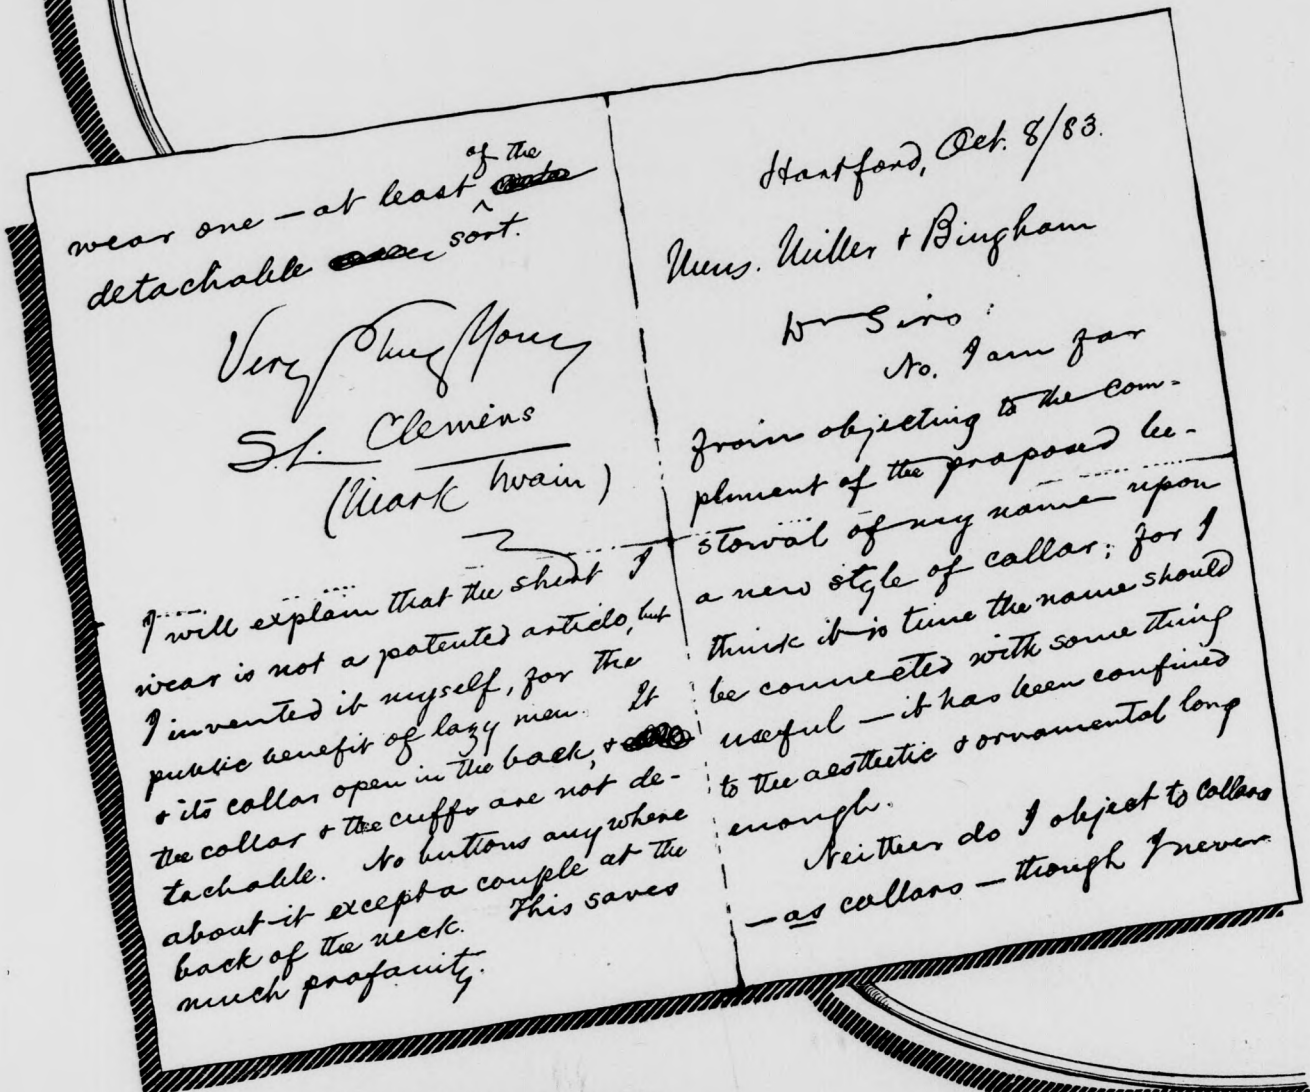 Hartford, Oct. 8/83.
Mess. Miller + Bingham
Dr Sirs:
No. I am far
from objecting to the com-
pliment of the proposed be-
stowal of my name upon
a new style of collar; for I
think it is time the name should
be connected with some thing
useful — it has been confined
to the aesthetic + ornamental long
enough.
Neither do I object to collars
— as collars — though I never
wear one — at least of the
detachable sort.
Very Truly Yours
S. L. Clemens
(Mark Twain)
I will explain that the shirt I
wear is not a patented article, but
I invented it myself, for the
public benefit of lazy men. It
+ its collar open in the back, +
the collar + the cuffs are not de-
tachable. No buttons any where
about it except a couple at the
back of the neck. This saves
much profanity.